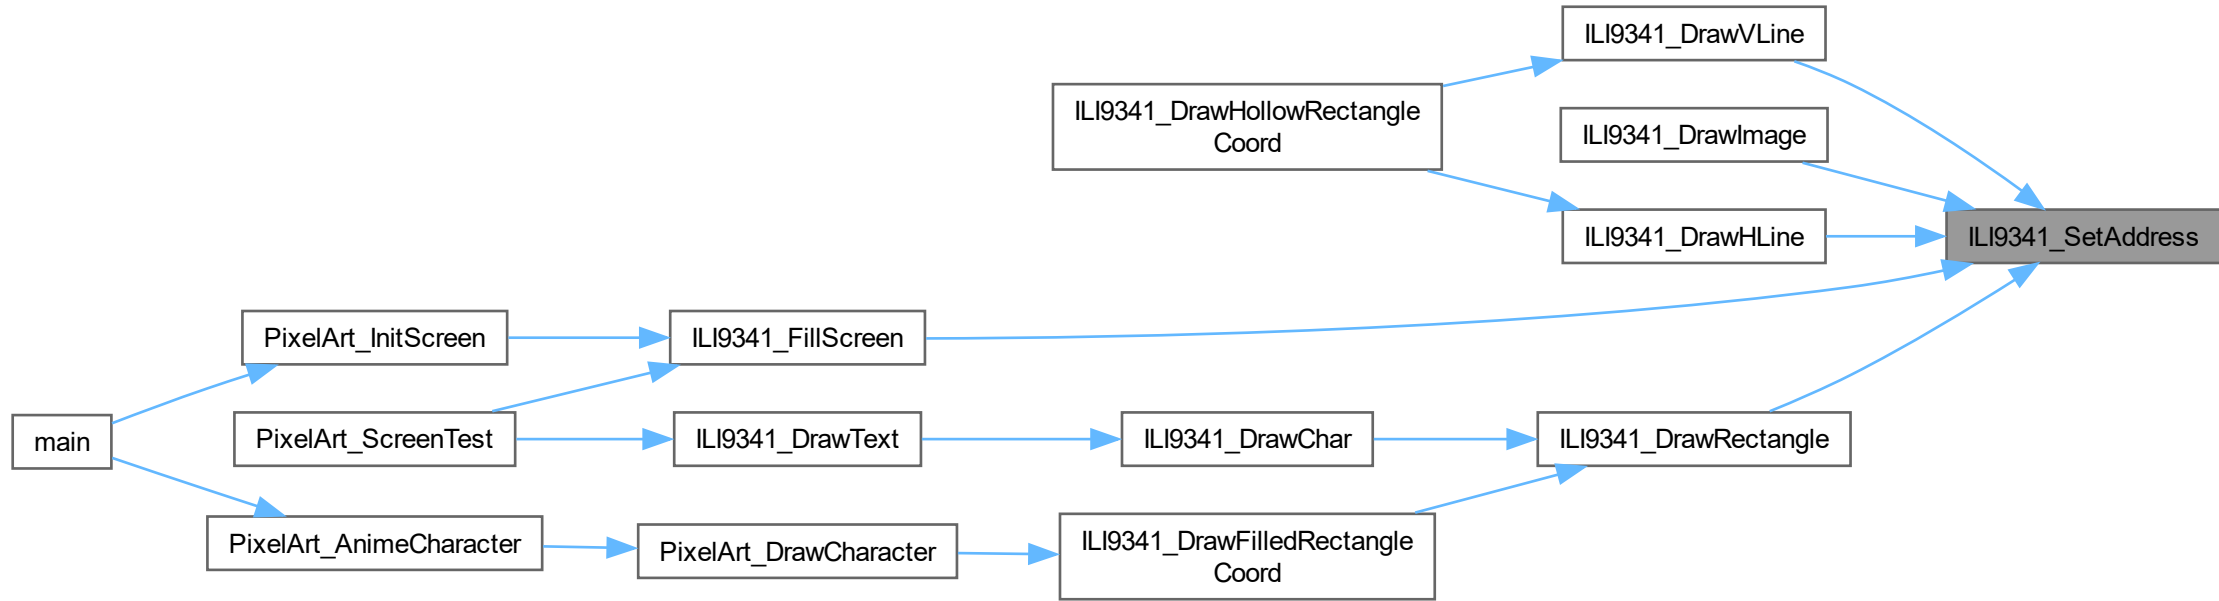 ILI9341_DrawVLine
ILI9341_DrawHollowRectangle
Coord
ILI9341_DrawImage
ILI9341_DrawHLine
ILI9341_SetAddress
PixelArt_InitScreen
ILI9341_FillScreen
main
PixelArt_ScreenTest
ILI9341_DrawText
ILI9341_DrawChar
ILI9341_DrawRectangle
PixelArt_AnimeCharacter
PixelArt_DrawCharacter
ILI9341_DrawFilledRectangle
Coord